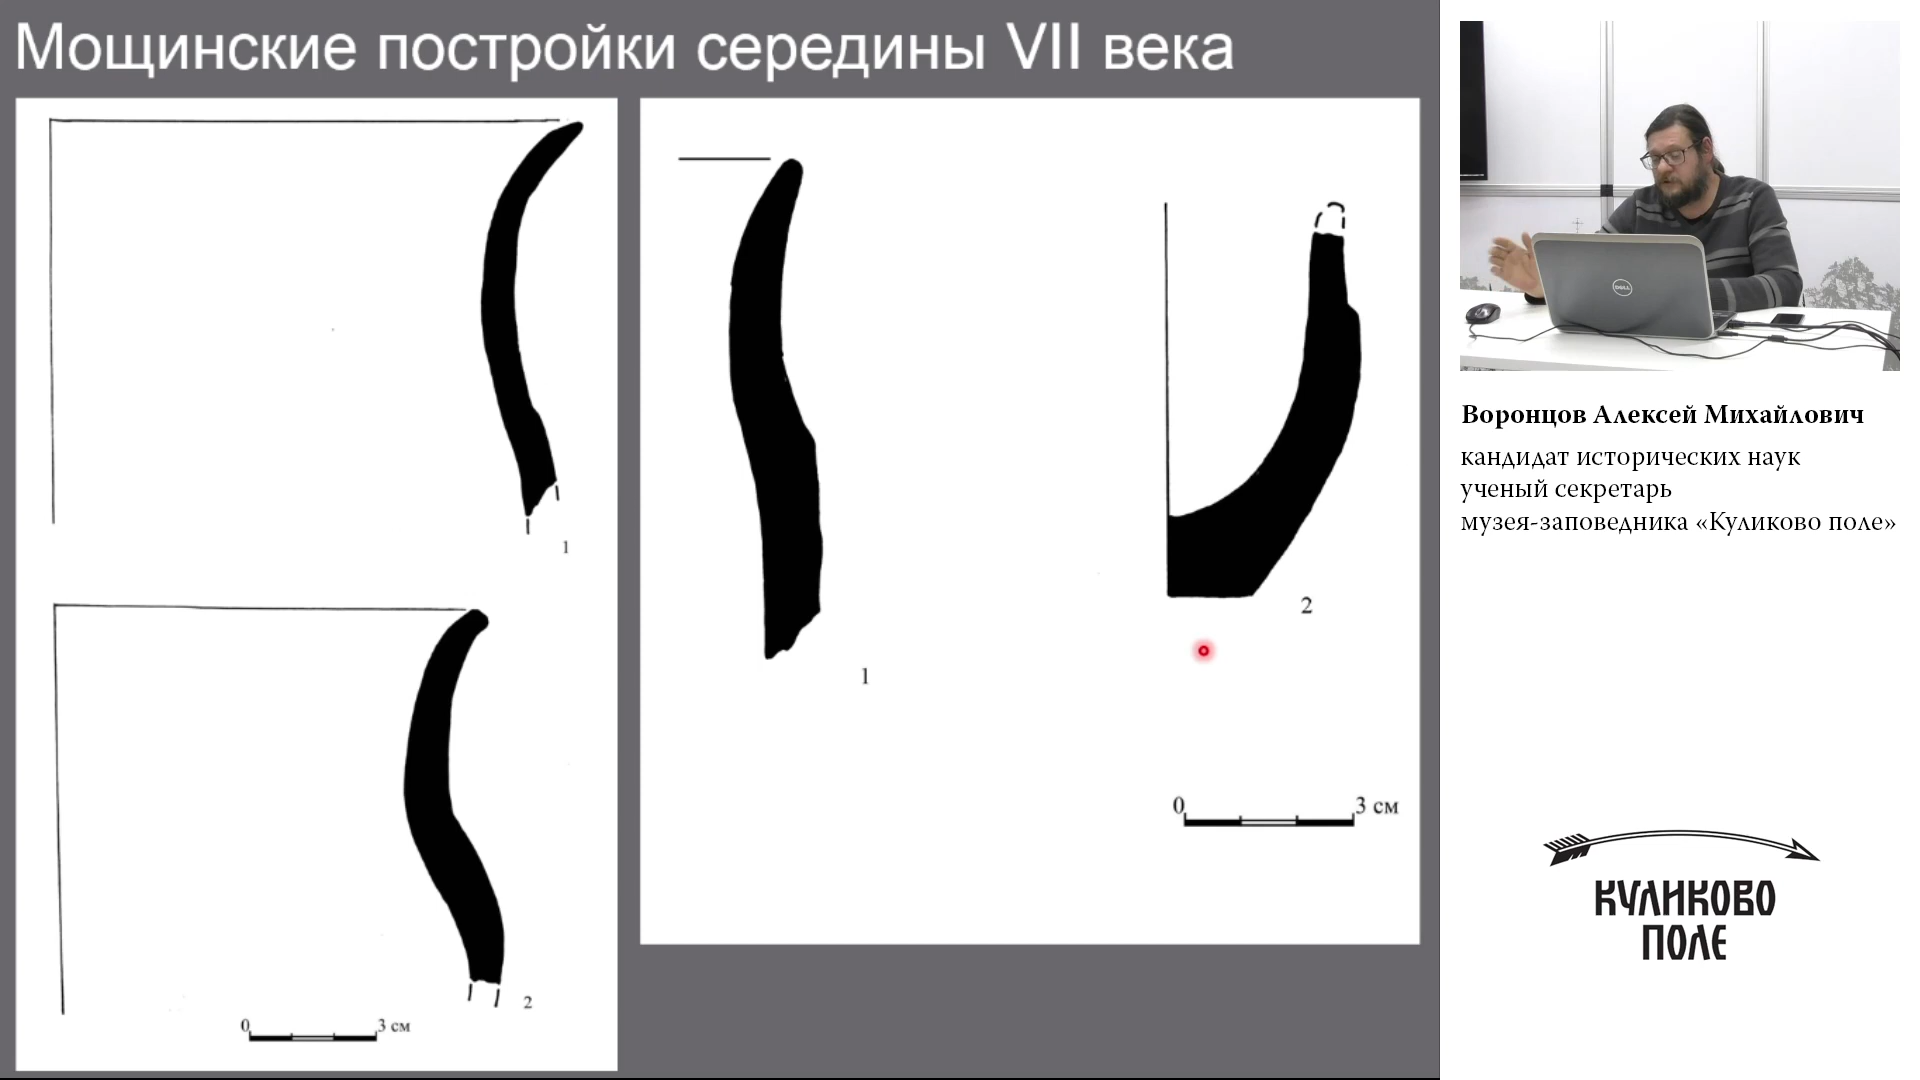 Мощинские постройки середины VII века
1
2
0 3 см
1
2
0 3 см
DELL
Воронцов Алексей Михайлович
кандидат исторических наук
ученый секретарь
музея-заповедника «Куликово поле»
КУЛИКОВО
ПОЛЕ